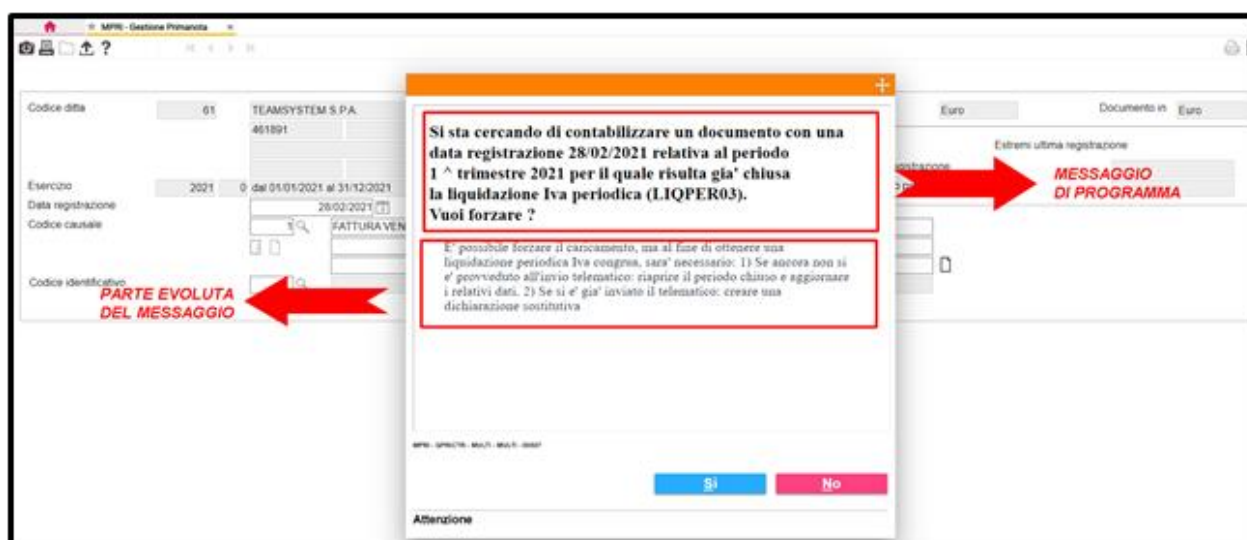 MPRI - Gestione Primanota
?
Codice ditta 61 TEAMSYSTEM S.P.A. Euro Documento in Euro
461891
Estremi ultima registrazione
Esercizio 2021 0 dal 01/01/2021 al 31/12/2021
Data registrazione 28/02/2021
Codice causale 1 FATTURA VEN
Codice identificativo
Si sta cercando di contabilizzare un documento con una
data registrazione 28/02/2021 relativa al periodo
1 ^ trimestre 2021 per il quale risulta gia' chiusa
la liquidazione Iva periodica (LIQPER03).
Vuoi forzare ?
E' possibile forzare il caricamento, ma al fine di ottenere una
liquidazione periodica Iva congrua, sara' necessario: 1) Se ancora non si
e' provveduto all'invio telematico: riaprire il periodo chiuso e aggiornare
i relativi dati. 2) Se si e' gia' inviato il telematico: creare una
dichiarazione sostitutiva
MESSAGGIO
DI PROGRAMMA
PARTE EVOLUTA
DEL MESSAGGIO
Sì No
Attenzione